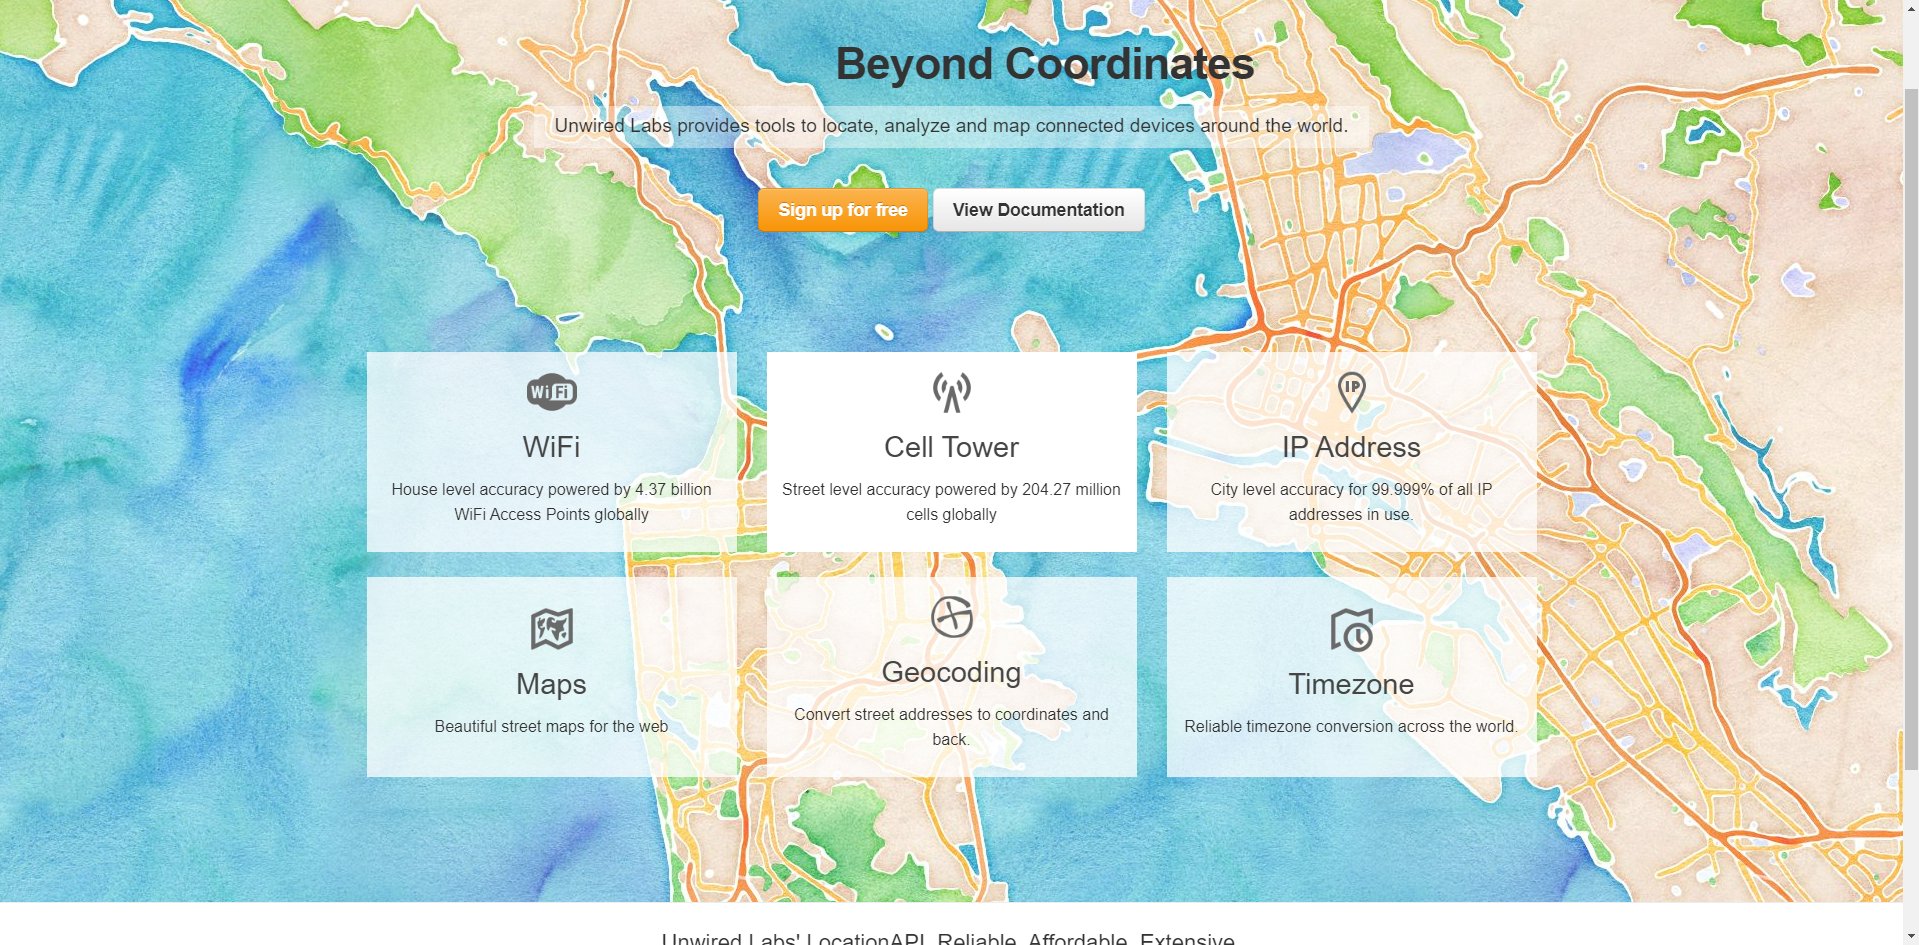 Beyond Coordinates
Unwired Labs provides tools to locate, analyze and map connected devices around the world.
Sign up for free
View Documentation
WiFi
WiFi
House level accuracy powered by 4.37 billion
WiFi Access Points globally
Cell Tower
Street level accuracy powered by 204.27 million
cells globally
IP
IP Address
City level accuracy for 99.999% of all IP
addresses in use.
Maps
Beautiful street maps for the web
Geocoding
Convert street addresses to coordinates and
back.
Timezone
Reliable timezone conversion across the world.
Unwired Labs' LocationAPI. Reliable. Affordable. Extensive.